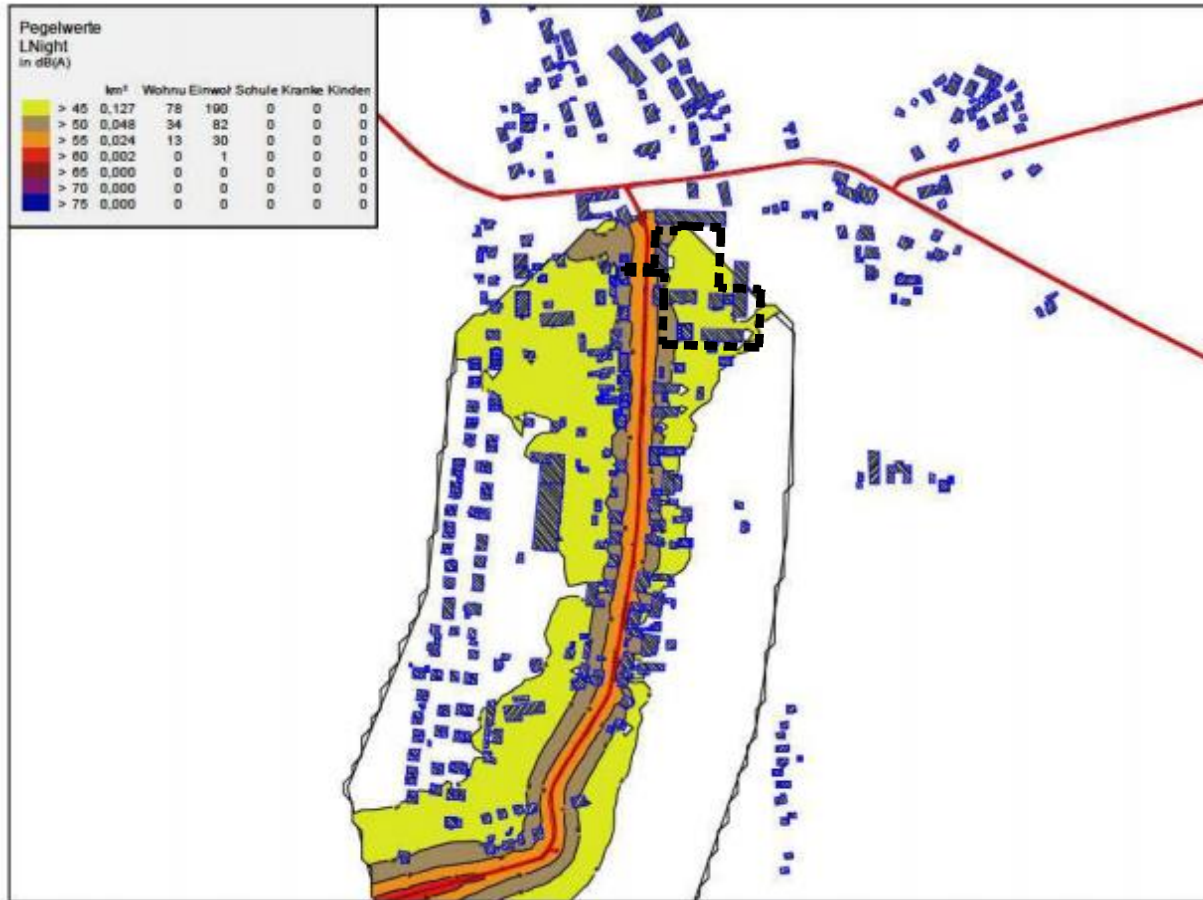 Pegelwerte
LNight
in dB(A)
km² Wohnu Einwoh Schule Kranke Kinder
> 45 0,127 78 190 0 0 0
> 50 0,048 34 82 0 0 0
> 55 0,024 13 30 0 0 0
> 60 0,002 0 1 0 0 0
> 65 0,000 0 0 0 0 0
> 70 0,000 0 0 0 0 0
> 75 0,000 0 0 0 0 0